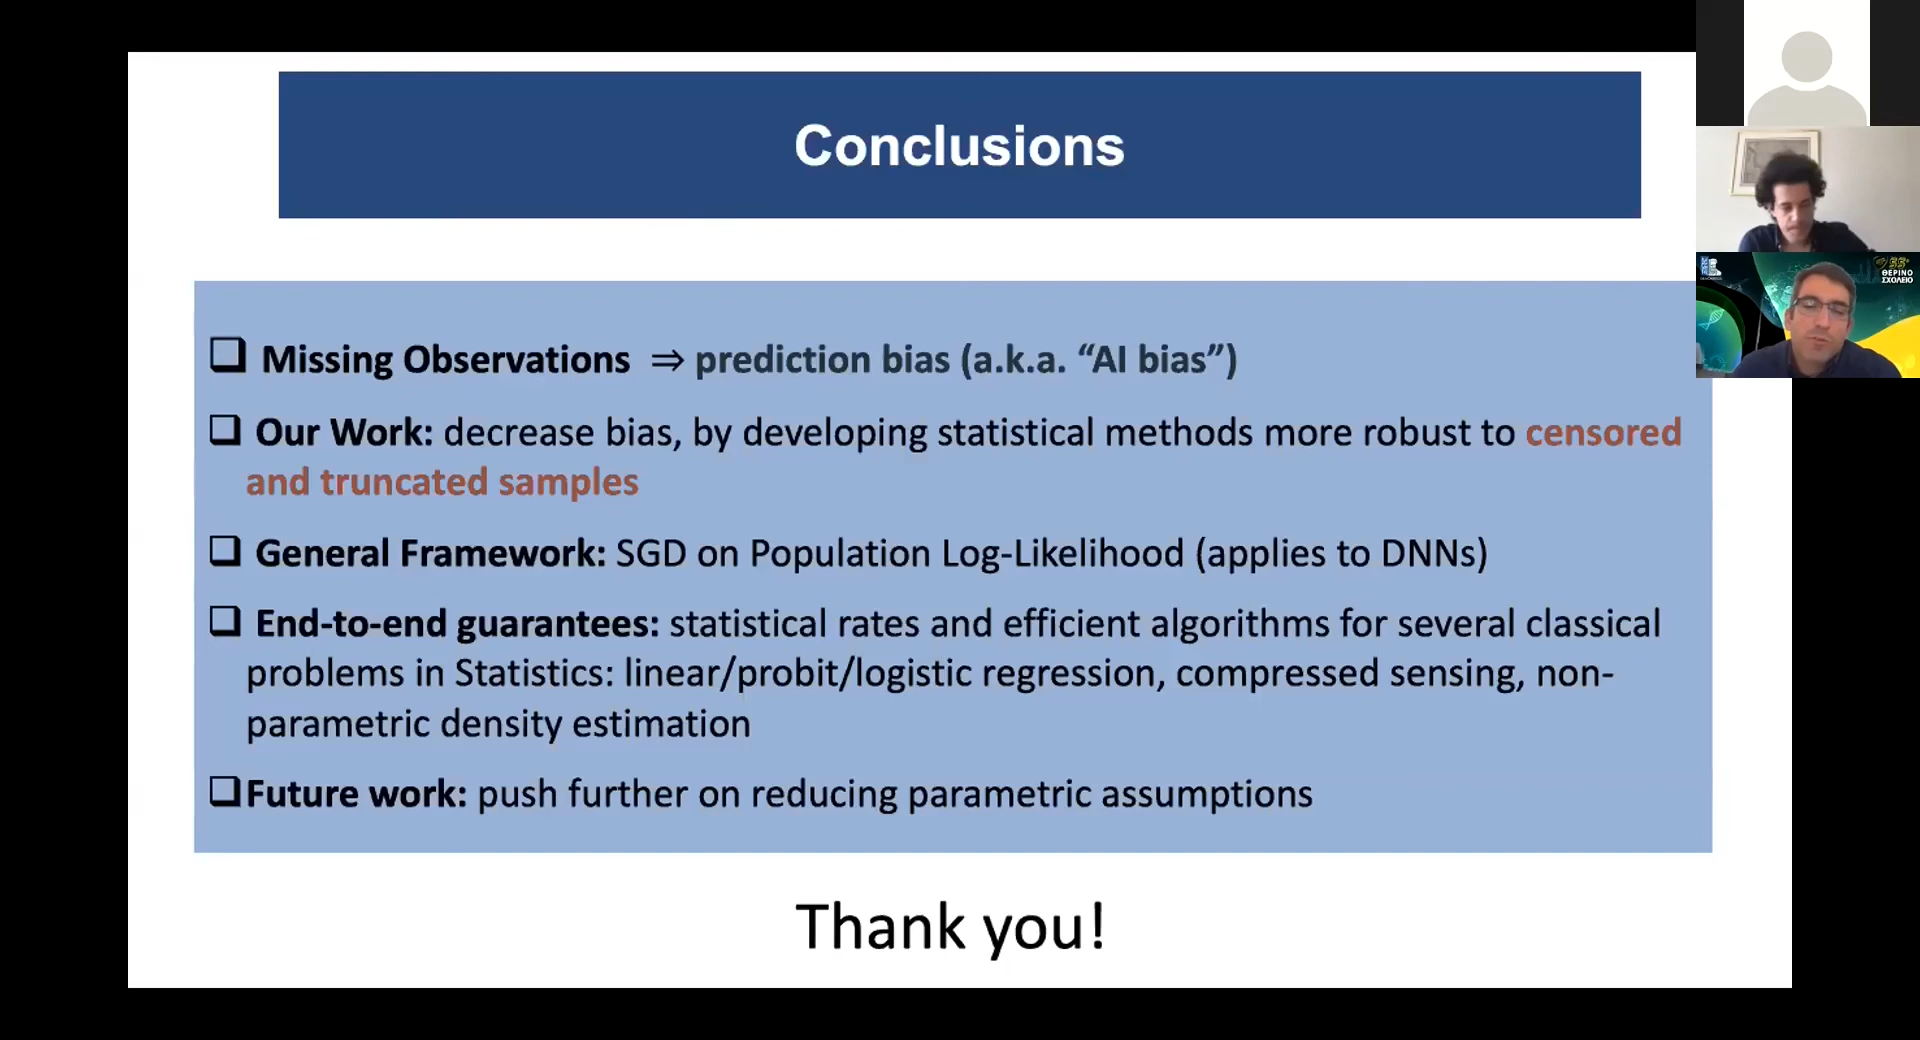 Conclusions
❑ Missing Observations ⇒ prediction bias (a.k.a. “AI bias”)
❑ Our Work: decrease bias, by developing statistical methods more robust to censored
and truncated samples
❑ General Framework: SGD on Population Log-Likelihood (applies to DNNs)
❑ End-to-end guarantees: statistical rates and efficient algorithms for several classical
problems in Statistics: linear/probit/logistic regression, compressed sensing, non-
parametric density estimation
❑Future work: push further on reducing parametric assumptions
Thank you!
55ο
ΘΕΡΙΝΟ
ΣΧΟΛΕΙΟ